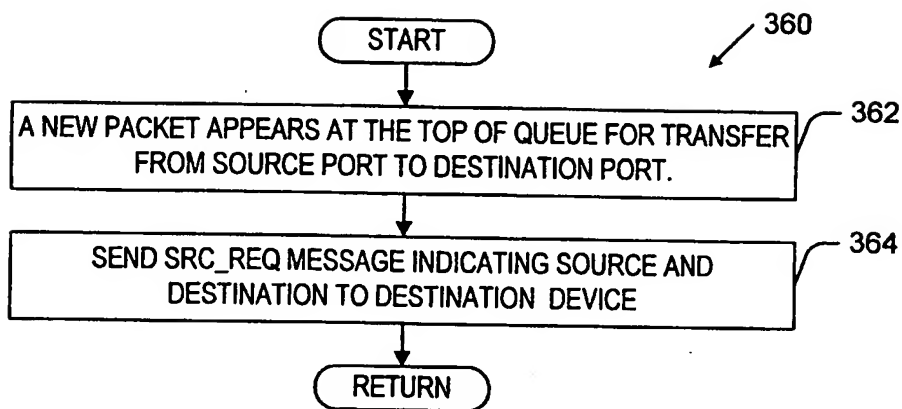 START
360
A NEW PACKET APPEARS AT THE TOP OF QUEUE FOR TRANSFER
FROM SOURCE PORT TO DESTINATION PORT.
362
SEND SRC_REQ MESSAGE INDICATING SOURCE AND
DESTINATION TO DESTINATION DEVICE
364
RETURN